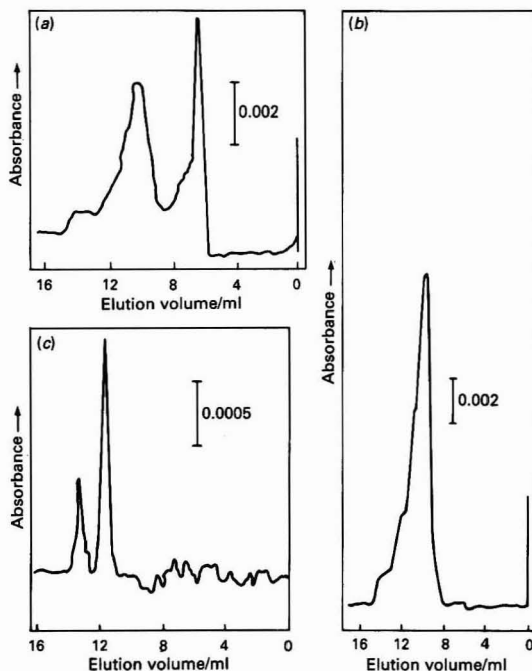 (a)
Absorbance →
0.002
16 12 8 4 0
Elution volume/ml
(b)
Absorbance →
0.002
16 12 8 4 0
Elution volume/ml
(c)
Absorbance →
0.0005
16 12 8 4 0
Elution volume/ml